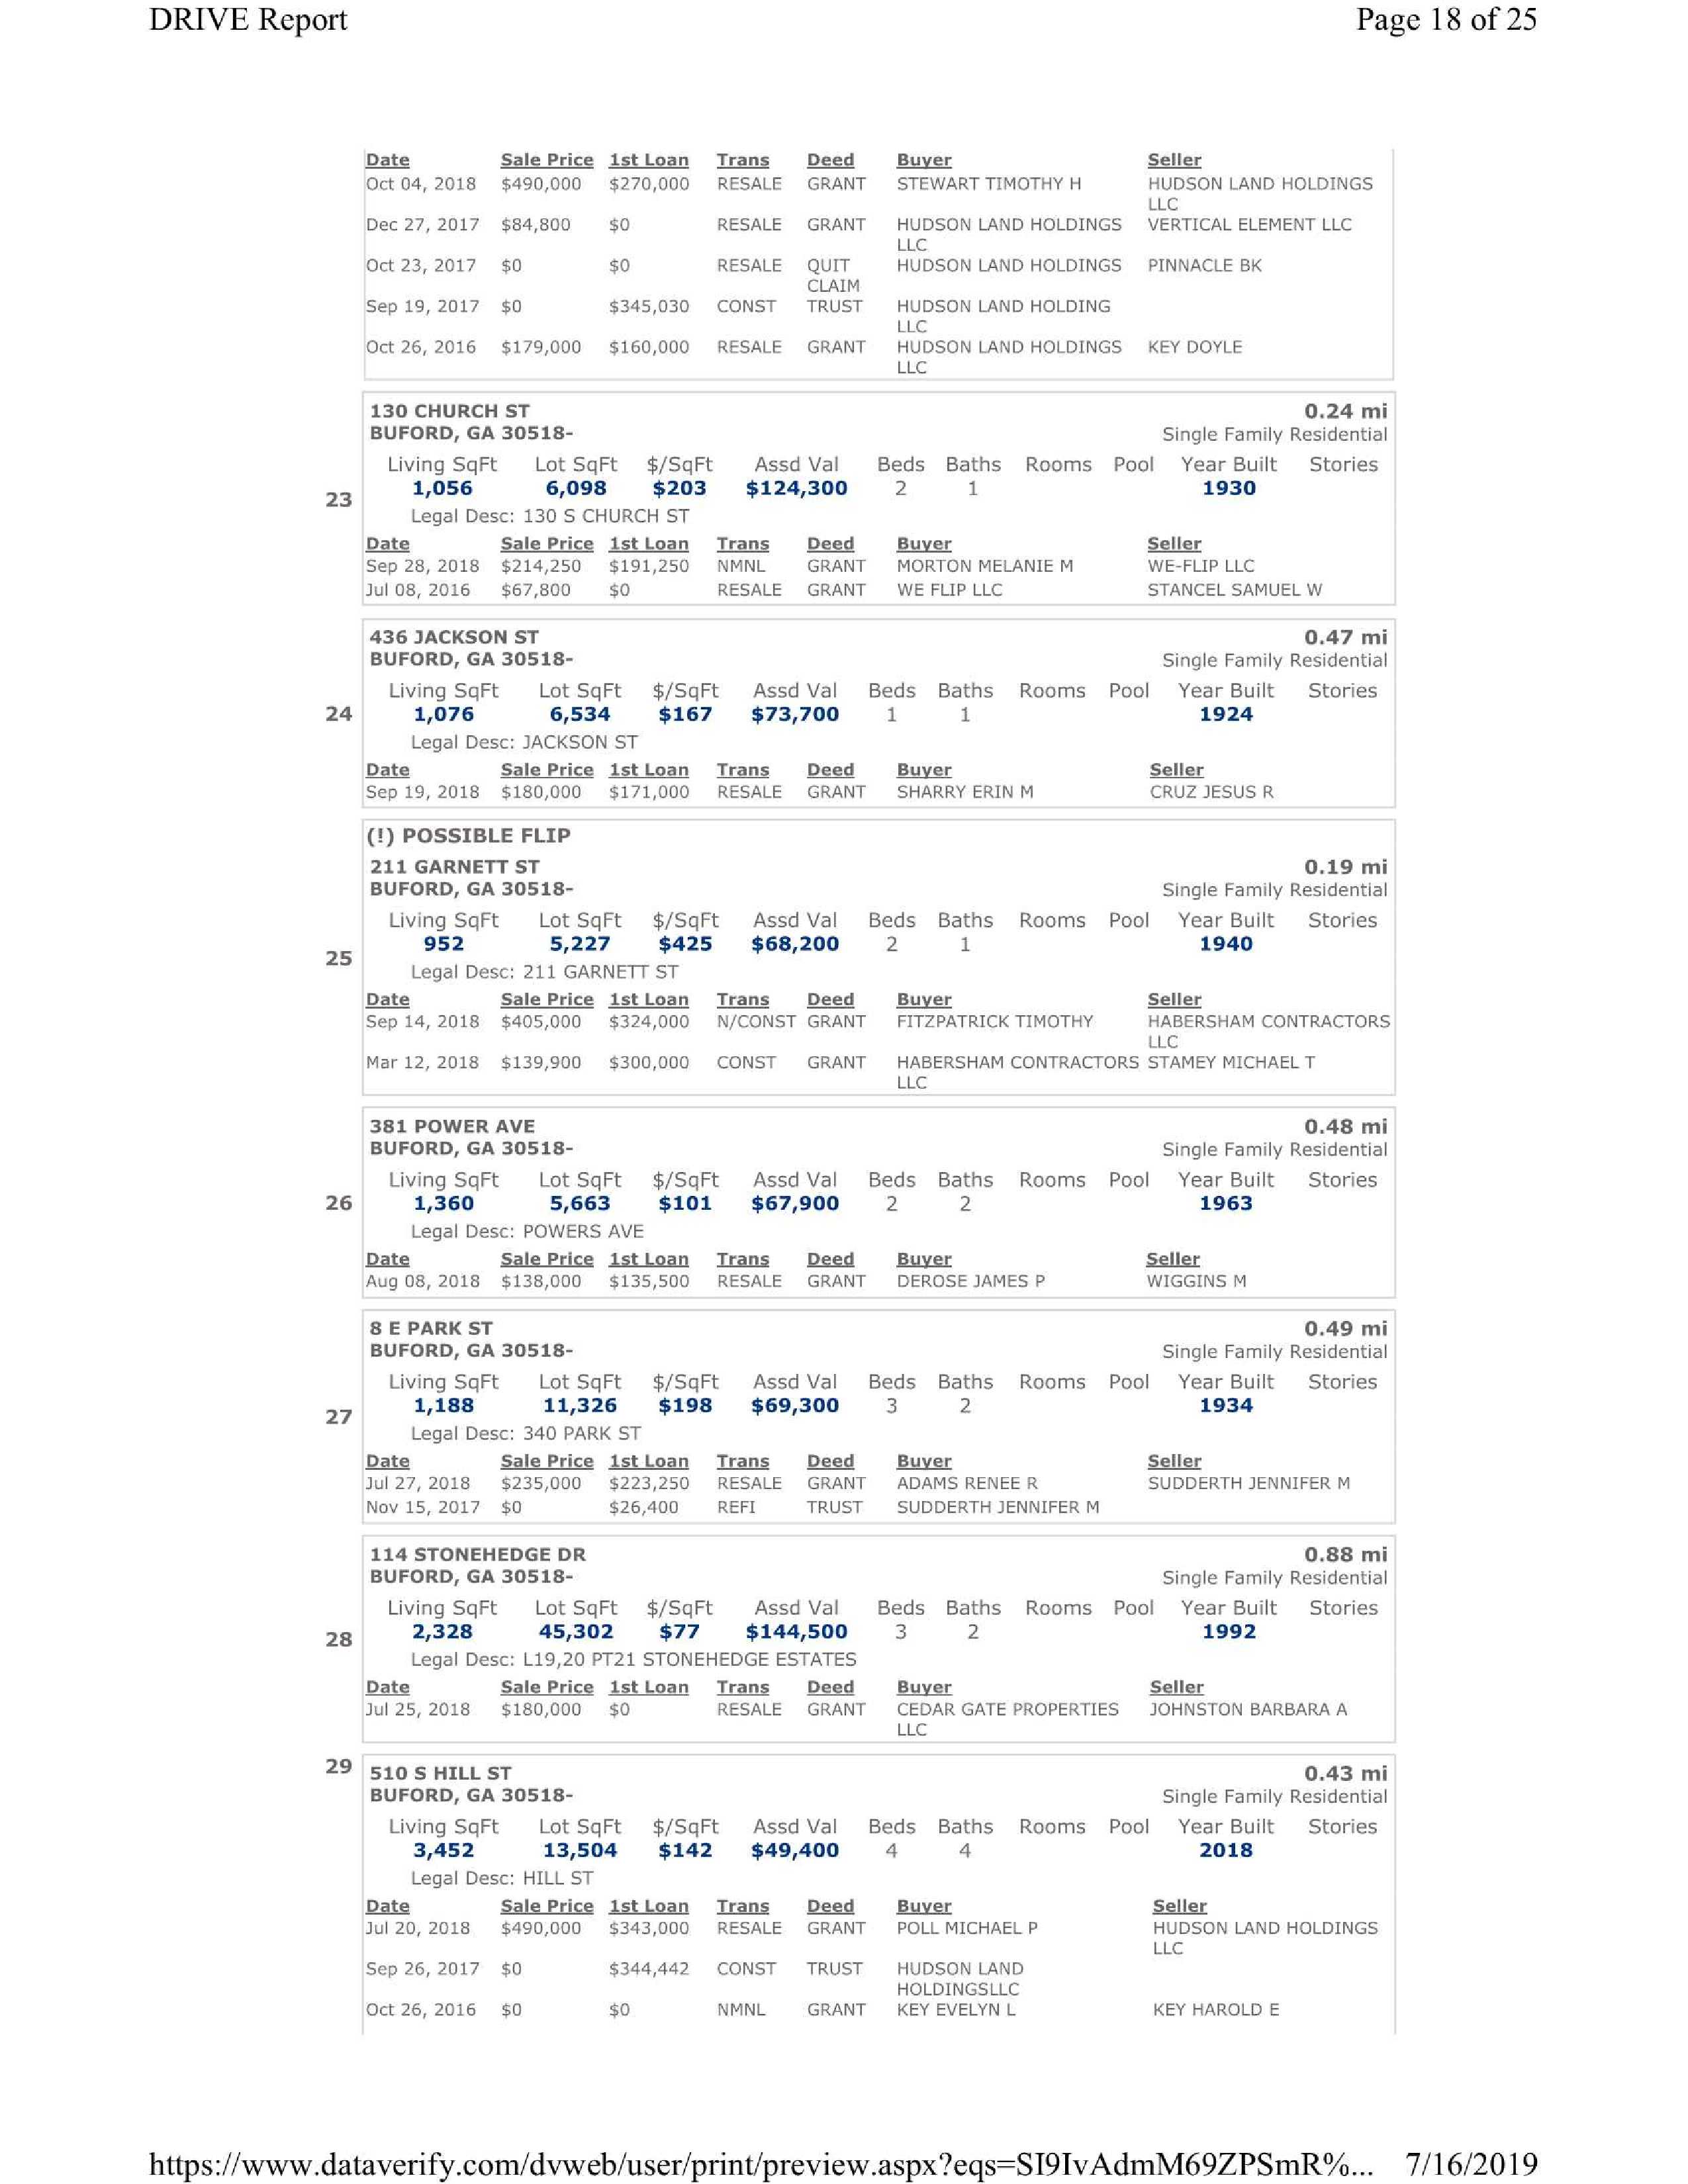 DRIVE Report Page 18 of 25
Date Sale Price 1st Loan Trans Deed Buyer Seller
Oct 04, 2018 $490,000 $270,000 RESALE GRANT STEWART TIMOTHY H HUDSON LAND HOLDINGS
LLC
Dec 27, 2017 $84,800 $0 RESALE GRANT HUDSON LAND HOLDINGS VERTICAL ELEMENT LLC
LLC
Oct 23, 2017 $0 $0 RESALE QUIT HUDSON LAND HOLDINGS PINNACLE BK
CLAIM
Sep 19, 2017 $0 $345,030 CONST TRUST HUDSON LAND HOLDING
LLC
Oct 26, 2016 $179,000 $160,000 RESALE GRANT HUDSON LAND HOLDINGS KEY DOYLE
LLC
130 CHURCH ST 0.24 mi
BUFORD, GA 30518- Single Family Residential
Living SqFt Lot SqFt $/SqFt Assd Val Beds Baths Rooms Pool Year Built Stories
1,056 6,098 $203 $124,300 2 1 1930
23
Legal Desc: 130 S CHURCH ST
Date Sale Price 1st Loan Trans Deed Buyer Seller
Sep 28, 2018 $214,250 $191,250 NMNL GRANT MORTON MELANIE M WE-FLIP LLC
Jul 08, 2016 $67,800 $0 RESALE GRANT WE FLIP LLC STANCEL SAMUEL W
436 JACKSON ST 0.47 mi
BUFORD, GA 30518- Single Family Residential
Living SqFt Lot SqFt $/SqFt Assd Val Beds Baths Rooms Pool Year Built Stories
24 1,076 6,534 $167 $73,700 1 1 1924
Legal Desc: JACKSON ST
Date Sale Price 1st Loan Trans Deed Buyer Seller
Sep 19, 2018 $180,000 $171,000 RESALE GRANT SHARRY ERIN M CRUZ JESUS R
(!) POSSIBLE FLIP
211 GARNETT ST 0.19 mi
BUFORD, GA 30518- Single Family Residential
Living SqFt Lot SqFt $/SqFt Assd Val Beds Baths Rooms Pool Year Built Stories
952 5,227 $425 $68,200 2 1 1940
25
Legal Desc: 211 GARNETT ST
Date Sale Price 1st Loan Trans Deed Buyer Seller
Sep 14, 2018 $405,000 $324,000 N/CONST GRANT FITZPATRICK TIMOTHY HABERSHAM CONTRACTORS
LLC
Mar 12, 2018 $139,900 $300,000 CONST GRANT HABERSHAM CONTRACTORS STAMEY MICHAEL T
LLC
381 POWER AVE 0.48 mi
BUFORD, GA 30518- Single Family Residential
Living SqFt Lot SqFt $/SqFt Assd Val Beds Baths Rooms Pool Year Built Stories
26 1,360 5,663 $101 $67,900 2 2 1963
Legal Desc: POWERS AVE
Date Sale Price 1st Loan Trans Deed Buyer Seller
Aug 08, 2018 $138,000 $135,500 RESALE GRANT DEROSE JAMES P WIGGINS M
8 E PARK ST 0.49 mi
BUFORD, GA 30518- Single Family Residential
Living SqFt Lot SqFt $/SqFt Assd Val Beds Baths Rooms Pool Year Built Stories
1,188 11,326 $198 $69,300 3 2 1934
27
Legal Desc: 340 PARK ST
Date Sale Price 1st Loan Trans Deed Buyer Seller
Jul 27, 2018 $235,000 $223,250 RESALE GRANT ADAMS RENEE R SUDDERTH JENNIFER M
Nov 15, 2017 $0 $26,400 REFI TRUST SUDDERTH JENNIFER M
114 STONEHEDGE DR 0.88 mi
BUFORD, GA 30518- Single Family Residential
Living SqFt Lot SqFt $/SqFt Assd Val Beds Baths Rooms Pool Year Built Stories
28 2,328 45,302 $77 $144,500 3 2 1992
Legal Desc: L19,20 PT21 STONEHEDGE ESTATES
Date Sale Price 1st Loan Trans Deed Buyer Seller
Jul 25, 2018 $180,000 $0 RESALE GRANT CEDAR GATE PROPERTIES JOHNSTON BARBARA A
LLC
29 510 S HILL ST 0.43 mi
BUFORD, GA 30518- Single Family Residential
Living SqFt Lot SqFt $/SqFt Assd Val Beds Baths Rooms Pool Year Built Stories
3,452 13,504 $142 $49,400 4 4 2018
Legal Desc: HILL ST
Date Sale Price 1st Loan Trans Deed Buyer Seller
Jul 20, 2018 $490,000 $343,000 RESALE GRANT POLL MICHAEL P HUDSON LAND HOLDINGS
LLC
Sep 26, 2017 $0 $344,442 CONST TRUST HUDSON LAND
HOLDINGSLLC
Oct 26, 2016 $0 $0 NMNL GRANT KEY EVELYN L KEY HAROLD E
https://www.dataverify.com/dvweb/user/print/preview.aspx?eqs=SI9IvAdmM69ZPSmR%... 7/16/2019